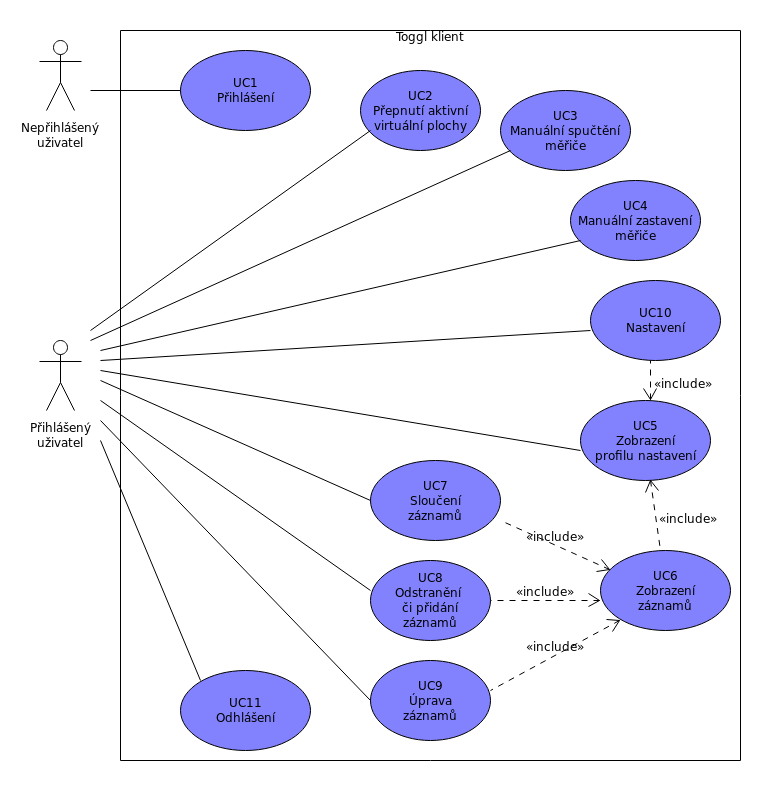 Toggl klient
Nepřihlášený
uživatel
UC1
Přihlášení
UC2
Přepnutí aktivní
virtuální plochy
UC3
Manuální spučtění
měřiče
UC4
Manuální zastavení
měřiče
UC10
Nastavení
«include»
Přihlášený
uživatel
UC5
Zobrazení
profilu nastavení
UC7
Sloučení
záznamů
«include»
«include»
UC8
Odstranění
či přidání
záznamů
«include»
UC6
Zobrazení
záznamů
«include»
UC9
Úprava
záznamů
UC11
Odhlášení